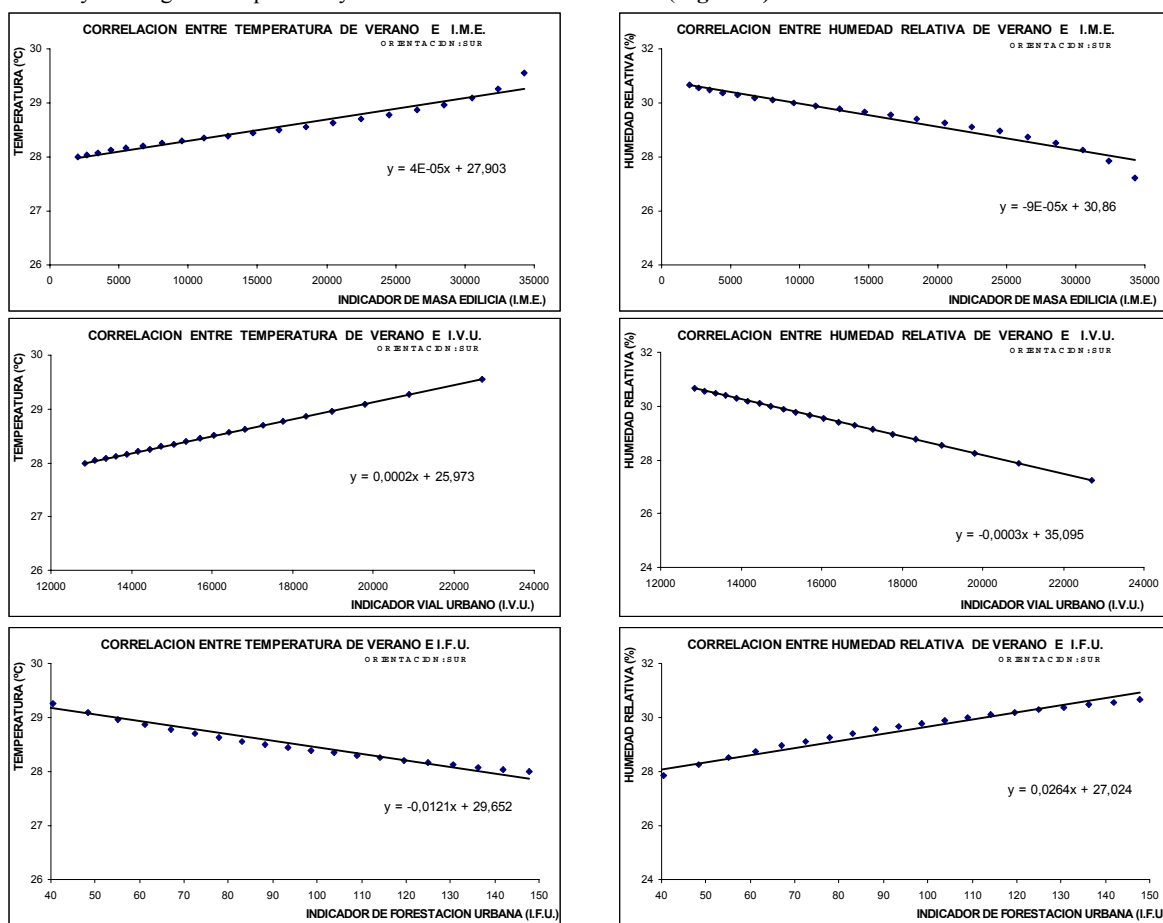 CORRELACION ENTRE TEMPERATURA DE VERANO E I.M.E.
ORIENTACION:SUR
TEMPERATURA (ºC)
30
29
28
27
26
y = 4E-05x + 27,903
0 5000 10000 15000 20000 25000 30000 35000
INDICADOR DE MASA EDILICIA (I.M.E.)
CORRELACION ENTRE HUMEDAD RELATIVA DE VERANO E I.M.E.
ORIENTACION:SUR
HUMEDAD RELATIVA (%)
32
30
28
26
24
y = -9E-05x + 30,86
0 5000 10000 15000 20000 25000 30000 35000
INDICADOR DE MASA EDILICIA (I.M.E.)
CORRELACION ENTRE TEMPERATURA DE VERANO E I.V.U.
ORIENTACION:SUR
TEMPERATURA (ºC)
30
29
28
27
26
y = 0,0002x + 25,973
12000 14000 16000 18000 20000 22000 24000
INDICADOR VIAL URBANO (I.V.U.)
CORRELACION ENTRE HUMEDAD RELATIVA DE VERANO E I.V.U.
ORIENTACION:SUR
HUMEDAD RELATIVA (%)
32
30
28
26
24
y = -0,0003x + 35,095
12000 14000 16000 18000 20000 22000 24000
INDICADOR VIAL URBANO (I.V.U.)
CORRELACION ENTRE TEMPERATURA DE VERANO E I.F.U.
ORIENTACION:SUR
TEMPERATURA (ºC)
30
29
28
27
26
y = -0,0121x + 29,652
40 50 60 70 80 90 100 110 120 130 140 150
INDICADOR DE FORESTACION URBANA (I.F.U.)
CORRELACION ENTRE HUMEDAD RELATIVA DE VERANO E I.F.U.
ORIENTACION:SUR
HUMEDAD RELATIVA (%)
32
30
28
26
24
y = 0,0264x + 27,024
40 50 60 70 80 90 100 110 120 130 140 150
INDICADOR DE FORESTACION URBANA (I.F.U